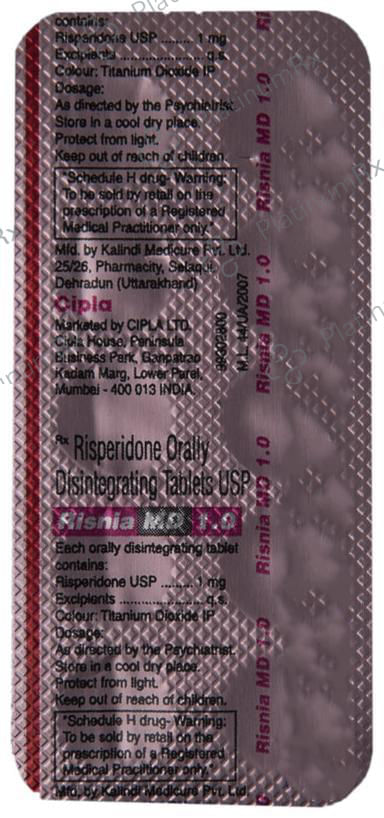 contains:
Risperidone USP ......... 1 mg
Excipients ........................ q.s.
Colour: Titanium Dioxide IP
Dosage:
As directed by the Psychiatrist.
Store in a cool dry place.
Protect from light.
Keep out of reach of children.
"Schedule H drug- Warning:
To be sold by retail on the
prescription of a Registered
Medical Practitioner only."
Mfd. by Kalindi Medicure Pvt. Ltd.
25/26, Pharmacity, Selaqui,
Dehradun (Uttarakhand)
Cipla
Marketed by CIPLA LTD.
Cipla House, Peninsula
Business Park, Ganpatrao
Kadam Marg, Lower Parel,
Mumbai - 400 013 INDIA.
M.L. 44/UA/2007
Rx Risperidone Orally
Disintegrating Tablets USP
Risnia MD 1.0
Each orally disintegrating tablet
contains:
Risperidone USP ......... 1 mg
Excipients ........................ q.s.
Colour: Titanium Dioxide IP
Dosage:
As directed by the Psychiatrist.
Store in a cool dry place.
Protect from light.
Keep out of reach of children.
"Schedule H drug- Warning:
To be sold by retail on the
prescription of a Registered
Medical Practitioner only."
Mfd. by Kalindi Medicure Pvt. Ltd.
Risnia MD 1.0
Risnia MD 1.0
Risnia MD 1.0
Risnia MD 1.0